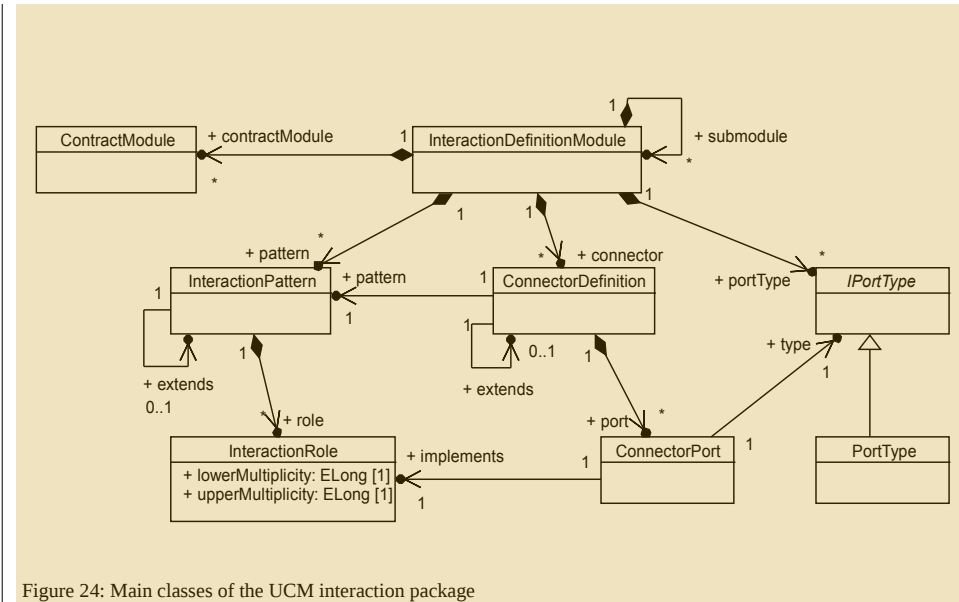 1
ContractModule
+ contractModule
1
InteractionDefinitionModule
+ submodule
*
*
1
1
1
*
+ pattern
*
+ connector
*
+ portType
InteractionPattern
+ pattern
1
ConnectorDefinition
IPortType
1
1
1
+ type
1
0..1
1
1
+ extends
0..1
+ extends
1
*
+ role
+ port
*
InteractionRole
+ implements
1
ConnectorPort
1
PortType
+ lowerMultiplicity: ELong [1]
+ upperMultiplicity: ELong [1]
1
Figure 24: Main classes of the UCM interaction package